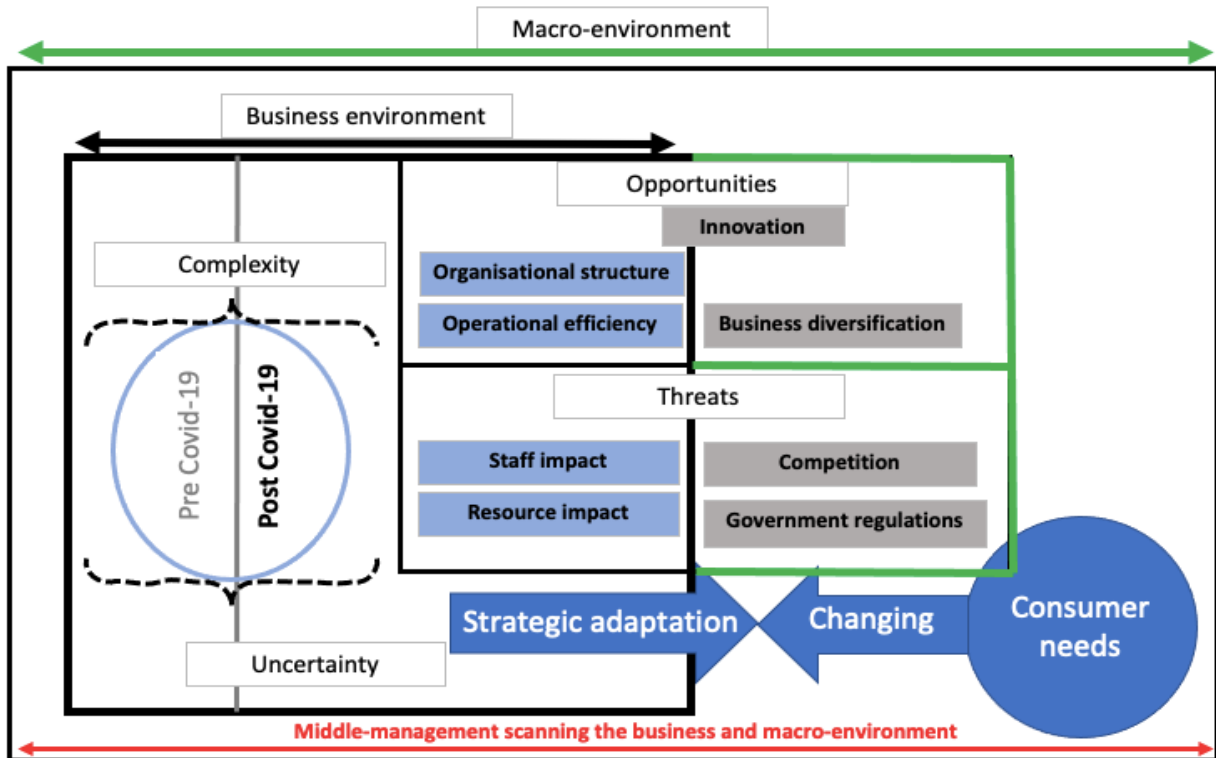 Macro-environment
Business environment
Opportunities
Innovation
Complexity
Organisational structure
Operational efficiency
Business diversification
Pre Covid-19
Post Covid-19
Threats
Staff impact
Competition
Resource impact
Government regulations
Strategic adaptation
Changing
Consumer
needs
Uncertainty
Middle-management scanning the business and macro-environment